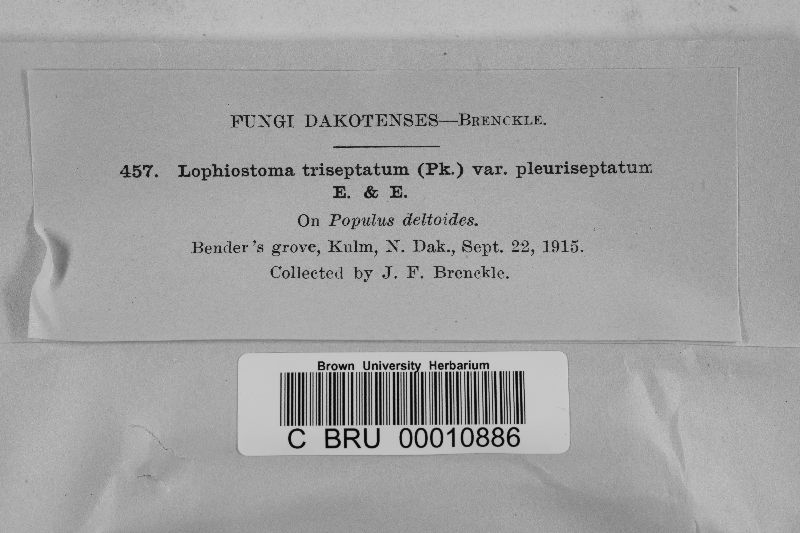 FUNGI DAKOTENSES—BRENCKLE.
457. Lophiostoma triseptatum (Pk.) var. pleuriseptatum
E. & E.
On Populus deltoides.
Bender's grove, Kulm, N. Dak., Sept. 22, 1915.
Collected by J. F. Brenckle.
Brown University Herbarium
C BRU 00010886